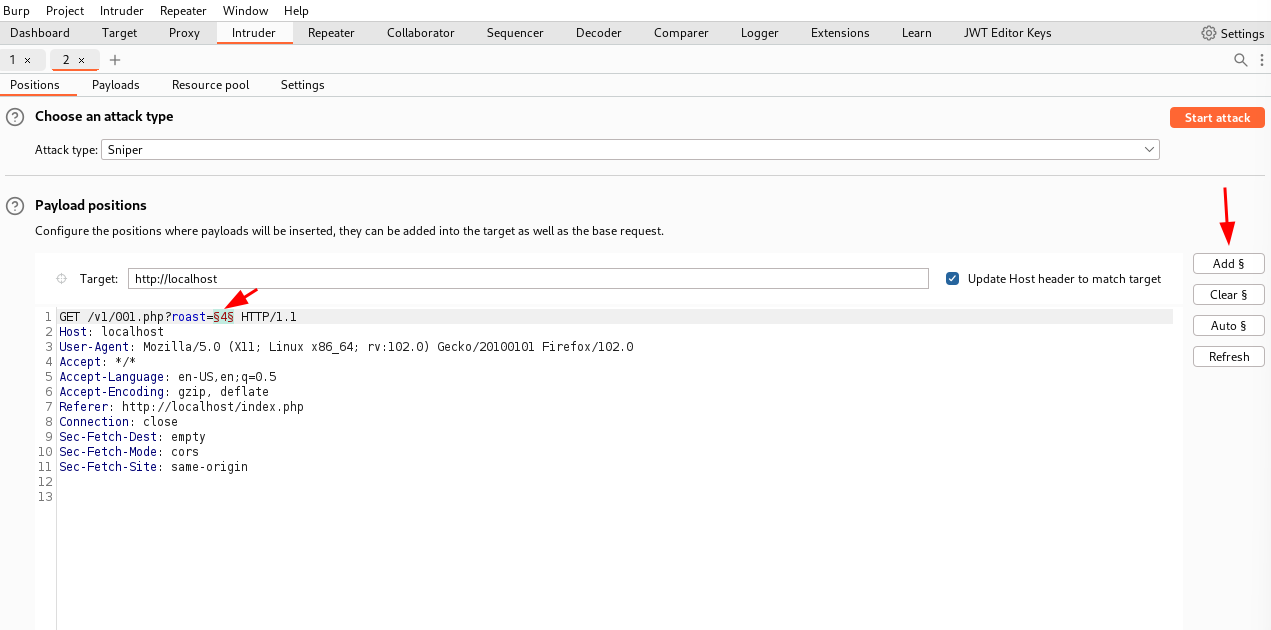 Burp Project Intruder Repeater Window Help
Dashboard Target Proxy Intruder Repeater Collaborator Sequencer Decoder Comparer Logger Extensions Learn JWT Editor Keys Settings
1 × 2 × +
Positions Payloads Resource pool Settings
? Choose an attack type Start attack
Attack type: Sniper
? Payload positions
Configure the positions where payloads will be inserted, they can be added into the target as well as the base request.
Add §
Target: http://localhost Update Host header to match target
Clear §
1 GET /v1/001.php?roast=§4§ HTTP/1.1
Auto §
2 Host: localhost
3 User-Agent: Mozilla/5.0 (X11; Linux x86_64; rv:102.0) Gecko/20100101 Firefox/102.0
Refresh
4 Accept: */*
5 Accept-Language: en-US,en;q=0.5
6 Accept-Encoding: gzip, deflate
7 Referer: http://localhost/index.php
8 Connection: close
9 Sec-Fetch-Dest: empty
10 Sec-Fetch-Mode: cors
11 Sec-Fetch-Site: same-origin
12
13